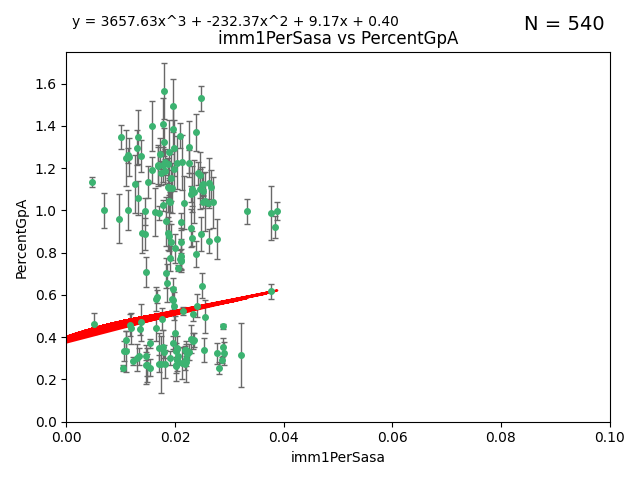 y = 3657.63x^3 + -232.37x^2 + 9.17x + 0.40
N = 540
imm1PerSasa vs PercentGpA
PercentGpA
1.6
1.4
1.2
1.0
0.8
0.6
0.4
0.2
0.0
0.00 0.02 0.04 0.06 0.08 0.10
imm1PerSasa